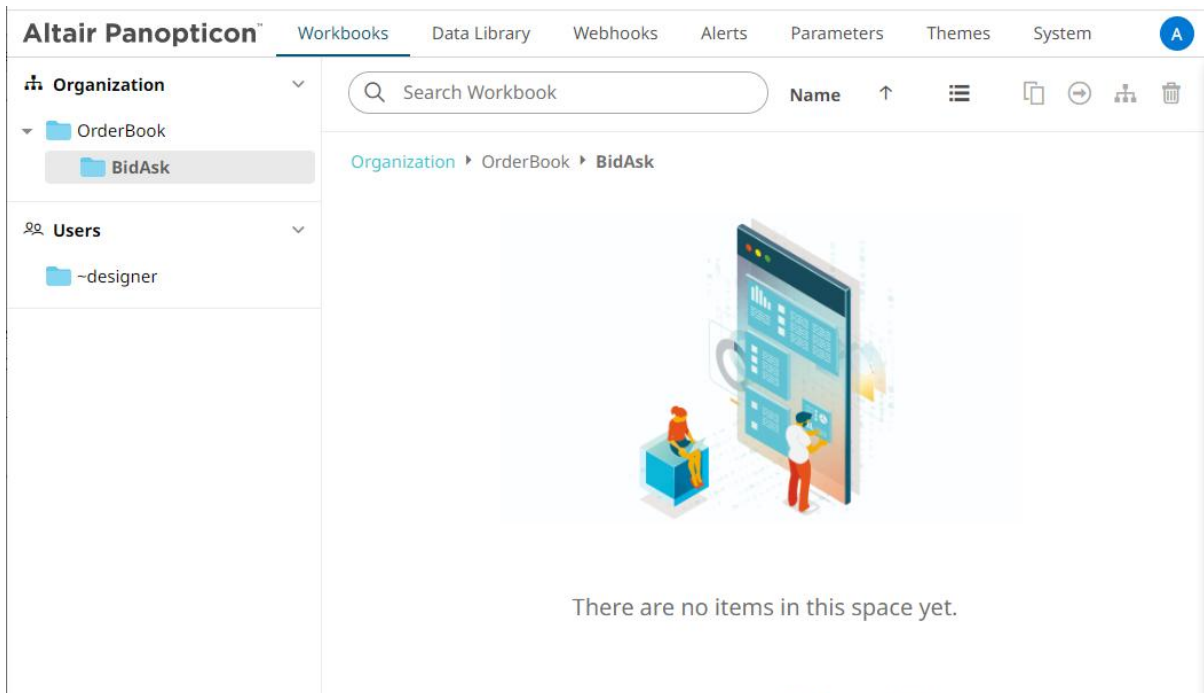 Altair Panopticon™ Workbooks Data Library Webhooks Alerts Parameters Themes System A
Organization
Search Workbook Name
OrderBook
BidAsk
Organization OrderBook BidAsk
Users
~designer
There are no items in this space yet.